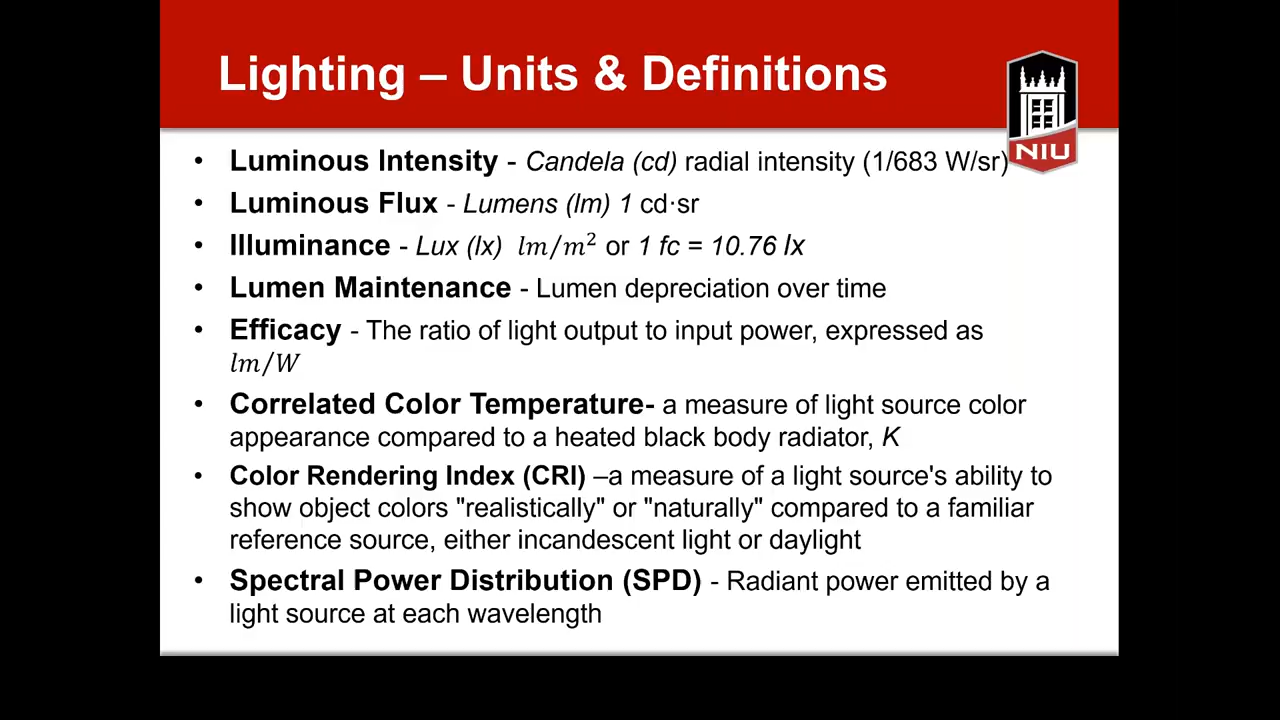 Lighting – Units & Definitions
NIU
• Luminous Intensity - Candela (cd) radial intensity (1/683 W/sr)
• Luminous Flux - Lumens (lm) 1 cd·sr
• Illuminance - Lux (lx) lm/m² or 1 fc = 10.76 lx
• Lumen Maintenance - Lumen depreciation over time
• Efficacy - The ratio of light output to input power, expressed as
lm/W
• Correlated Color Temperature- a measure of light source color
appearance compared to a heated black body radiator, K
• Color Rendering Index (CRI) –a measure of a light source's ability to
show object colors "realistically" or "naturally" compared to a familiar
reference source, either incandescent light or daylight
• Spectral Power Distribution (SPD) - Radiant power emitted by a
light source at each wavelength